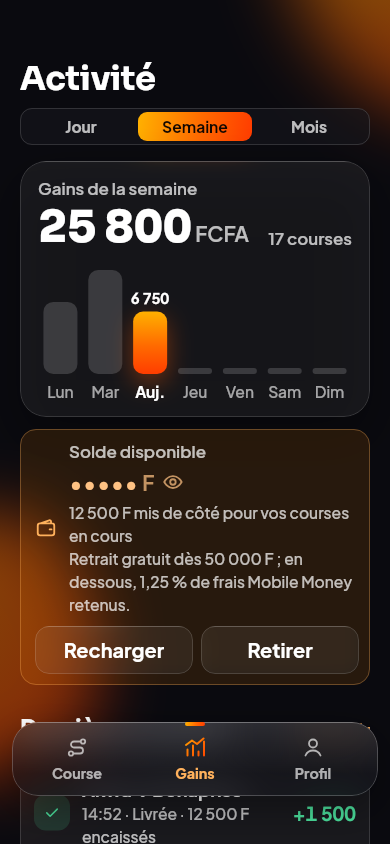 Activité
Jour Semaine Mois
Gains de la semaine
25 800 FCFA 17 courses
6 750
Lun Mar Auj. Jeu Ven Sam Dim
Solde disponible
••••• F
12 500 F mis de côté pour vos courses
en cours
Retrait gratuit dès 50 000 F ; en
dessous, 1,25 % de frais Mobile Money
retenus.
Recharger Retirer
Course Gains Profil
14:52 · Livrée · 12 500 F
encaissés
+1 500